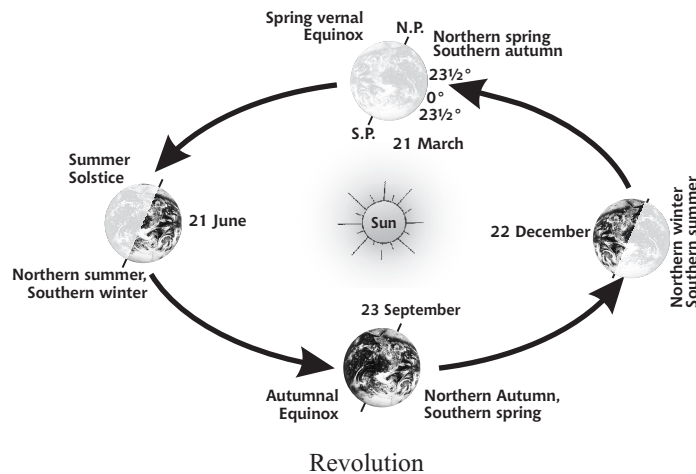 Spring vernal
Equinox
N.P.
Northern spring
Southern autumn
23½°
0°
23½°
S.P.
21 March
Summer
Solstice
21 June
Northern summer,
Southern winter
Sun
22 December
Northern winter
Southern summer
23 September
Autumnal
Equinox
Northern Autumn,
Southern spring
Revolution